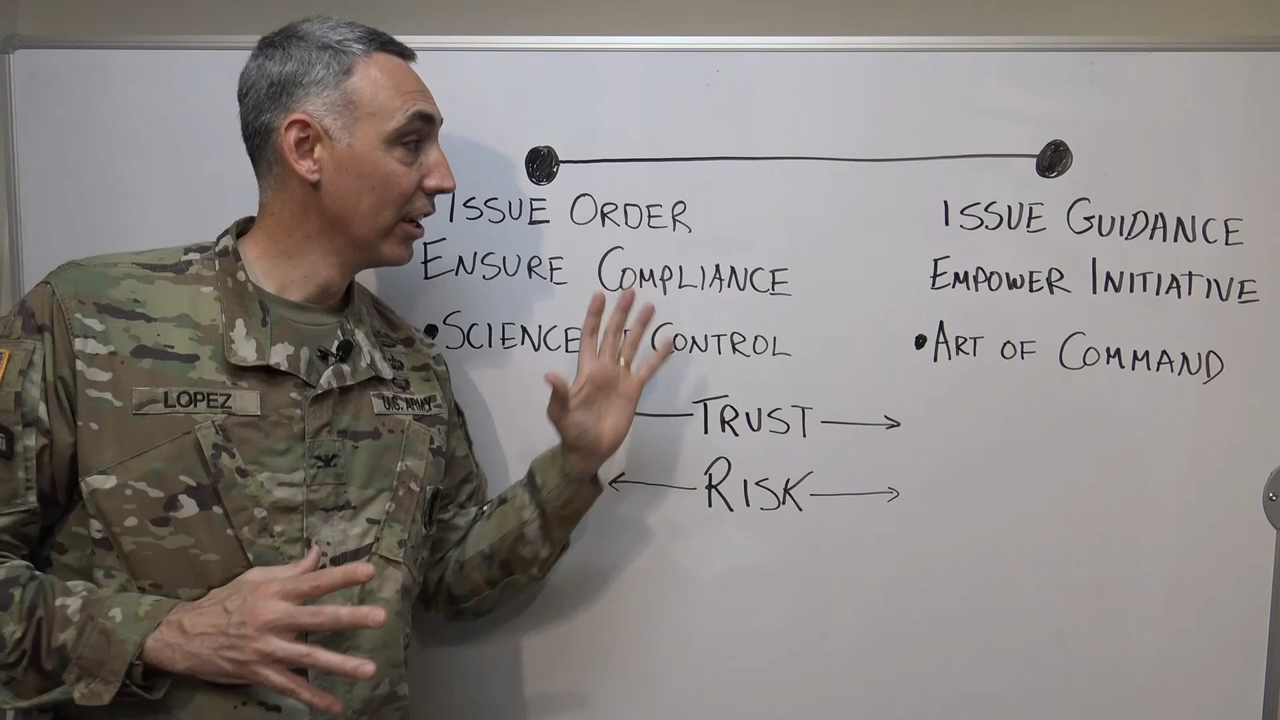 ISSUE ORDER
ENSURE COMPLIANCE
•SCIENCE CONTROL
ISSUE GUIDANCE
EMPOWER INITIATIVE
•ART OF COMMAND
TRUST
RISK
LOPEZ
U.S. ARMY